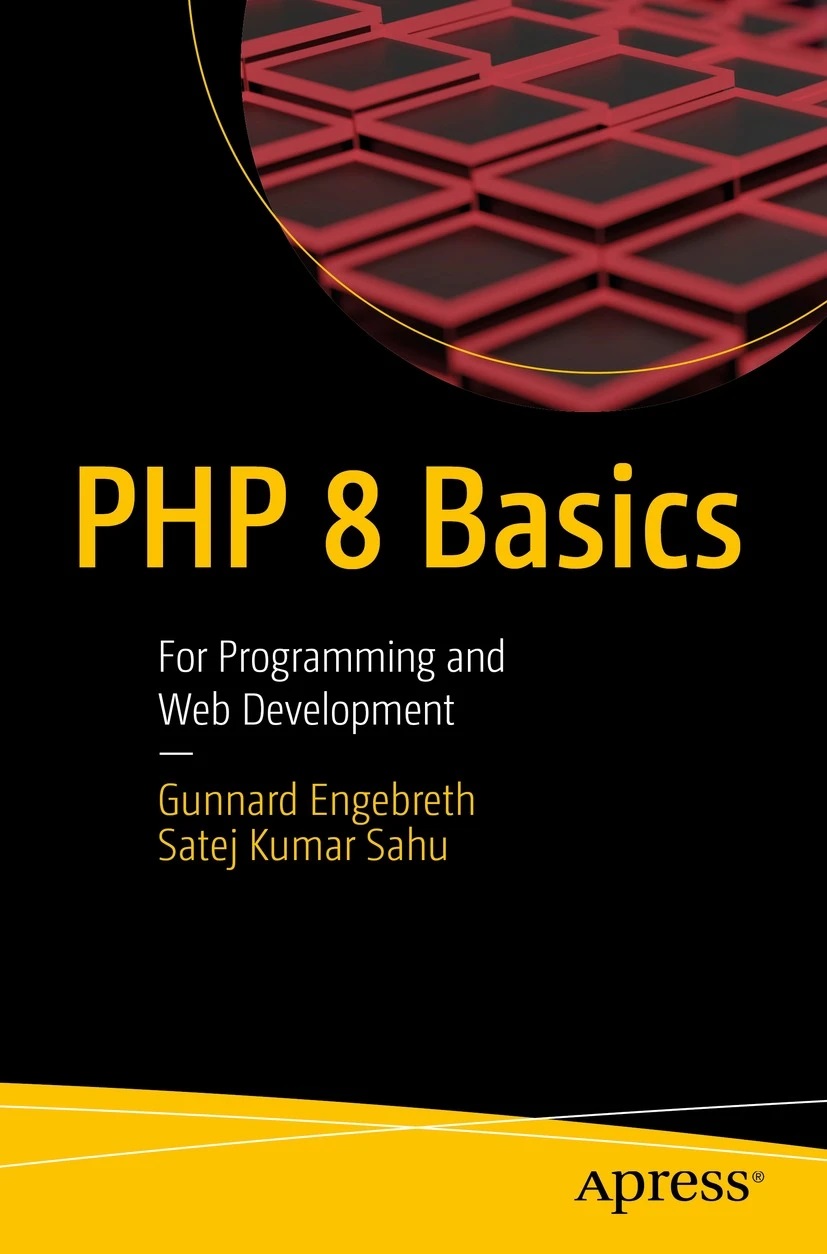 PHP 8 Basics
For Programming and
Web Development
—
Gunnard Engebreth
Satej Kumar Sahu
Apress®